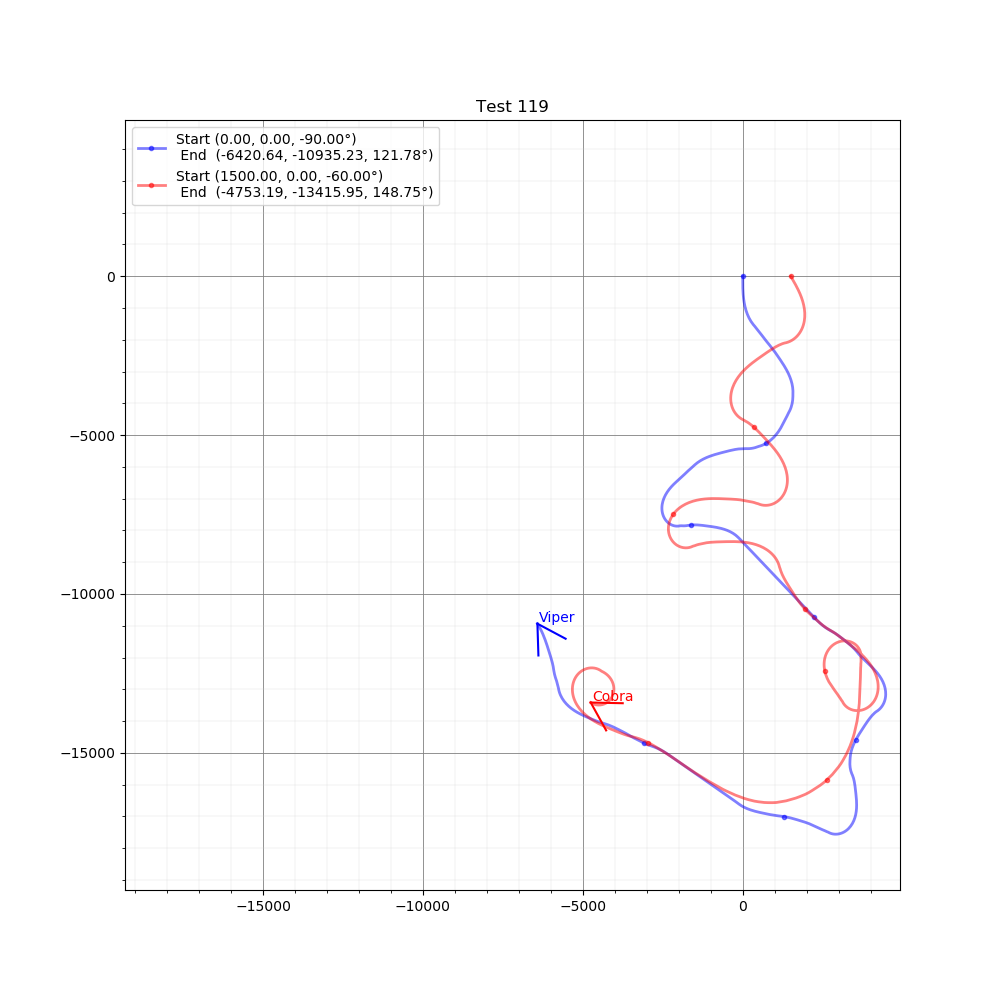 Test 119
Start (0.00, 0.00, -90.00°)
End  (-6420.64, -10935.23, 121.78°)
Start (1500.00, 0.00, -60.00°)
End  (-4753.19, -13415.95, 148.75°)
0
−5000
−10000
−15000
Viper
Cobra
−15000
−10000
−5000
0